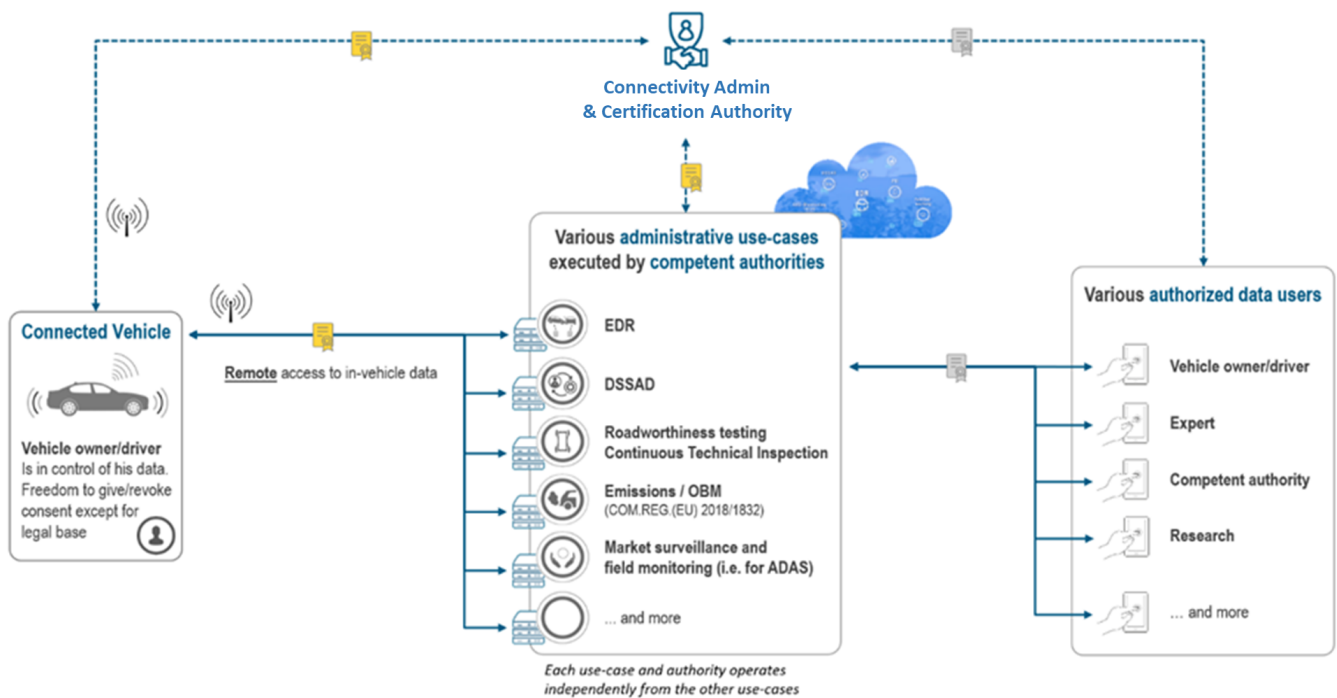 Connectivity Admin
& Certification Authority
Various administrative use-cases
executed by competent authorities
EDR
DSSAD
Roadworthiness testing
Continuous Technical Inspection
Emissions / OBM
(COM.REG.(EU) 2018/1832)
Market surveillance and
field monitoring (i.e. for ADAS)
... and more
Each use-case and authority operates
independently from the other use-cases
Connected Vehicle
Vehicle owner/driver
Is in control of his data.
Freedom to give/revoke
consent except for
legal base
Remote access to in-vehicle data
Various authorized data users
Vehicle owner/driver
Expert
Competent authority
Research
... and more
EDR